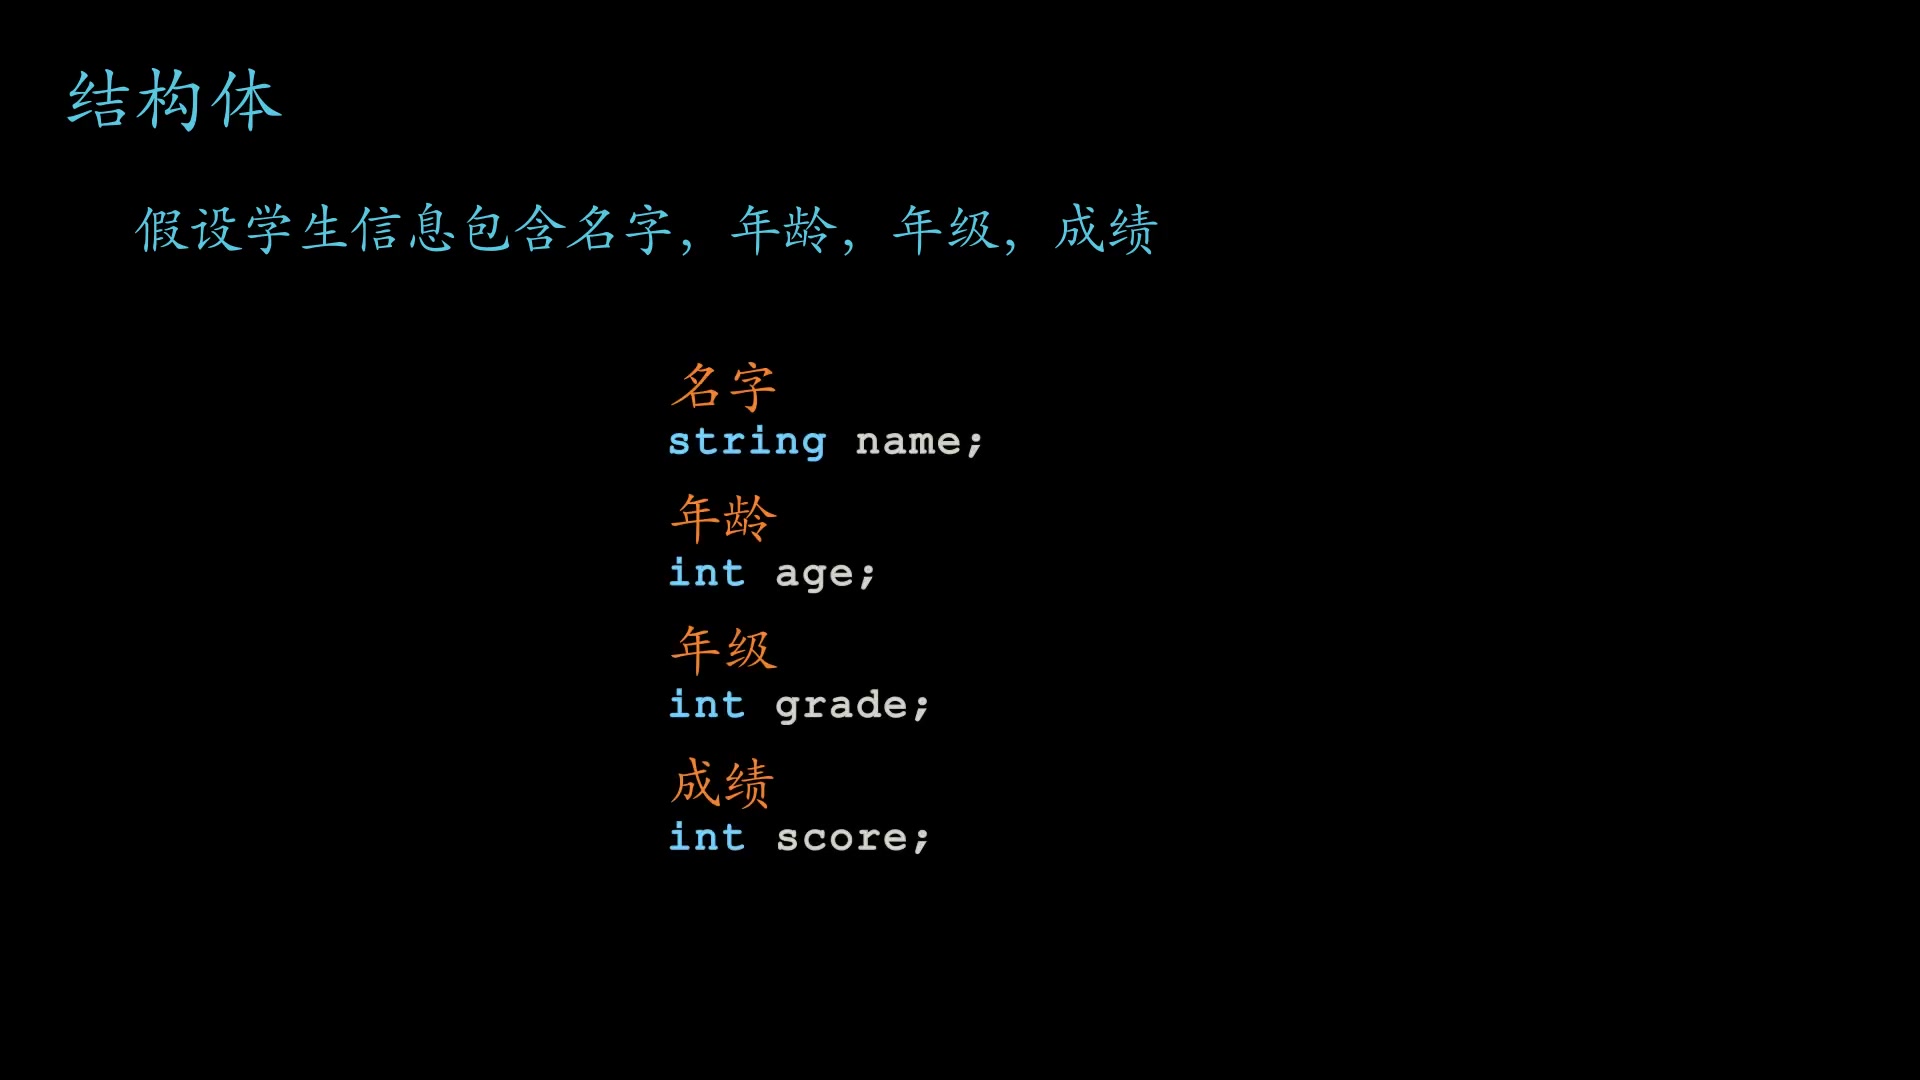 结构体
假设学生信息包含名字，年龄，年级，成绩
名字
string name;
年龄
int age;
年级
int grade;
成绩
int score;